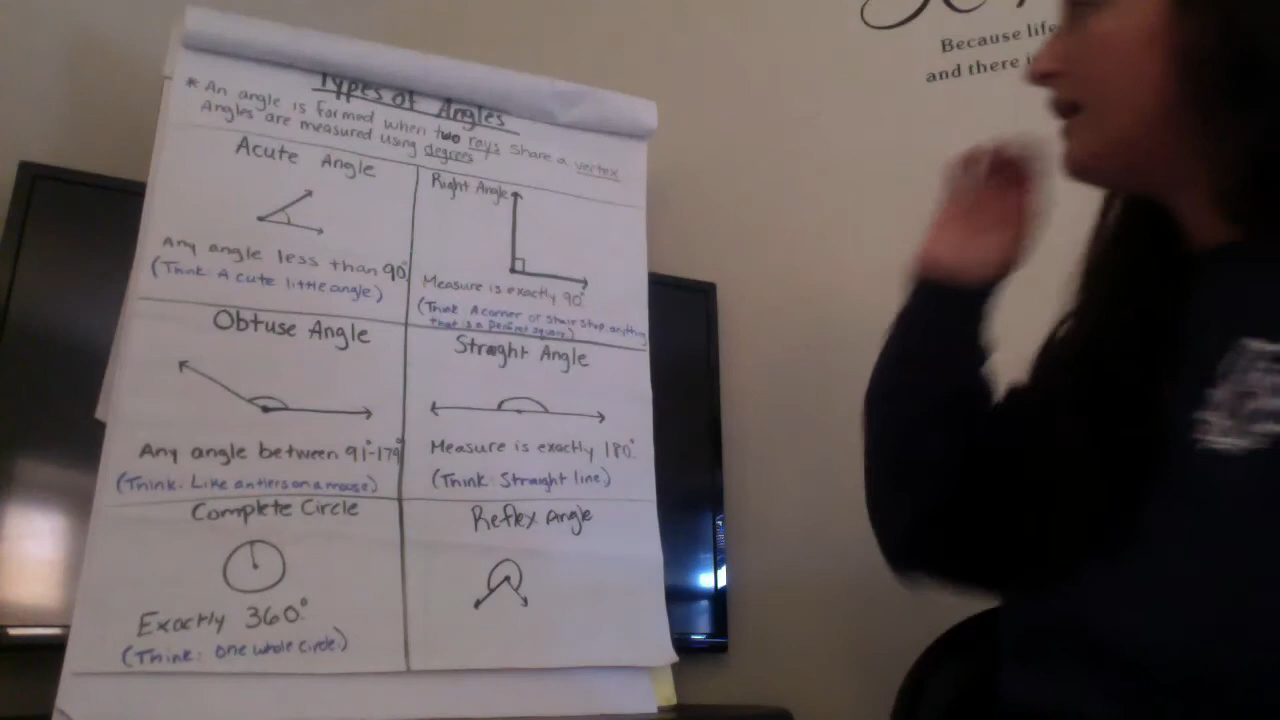 Types of Angles
* An angle is formed when two rays share a vertex
Angles are measured using degrees
Acute Angle
Any angle less than 90°
(Think: A cute little angle)
Right Angle
Measure is exactly 90°
(Think: A corner or stair step, anything
that is a perfect square)
Obtuse Angle
Any angle between 91°-179°
(Think: Like antlers on a moose)
Straight Angle
Measure is exactly 180°
(Think: Straight line)
Complete Circle
Exactly 360°
(Think: one whole circle)
Reflex Angle
Because life
and there